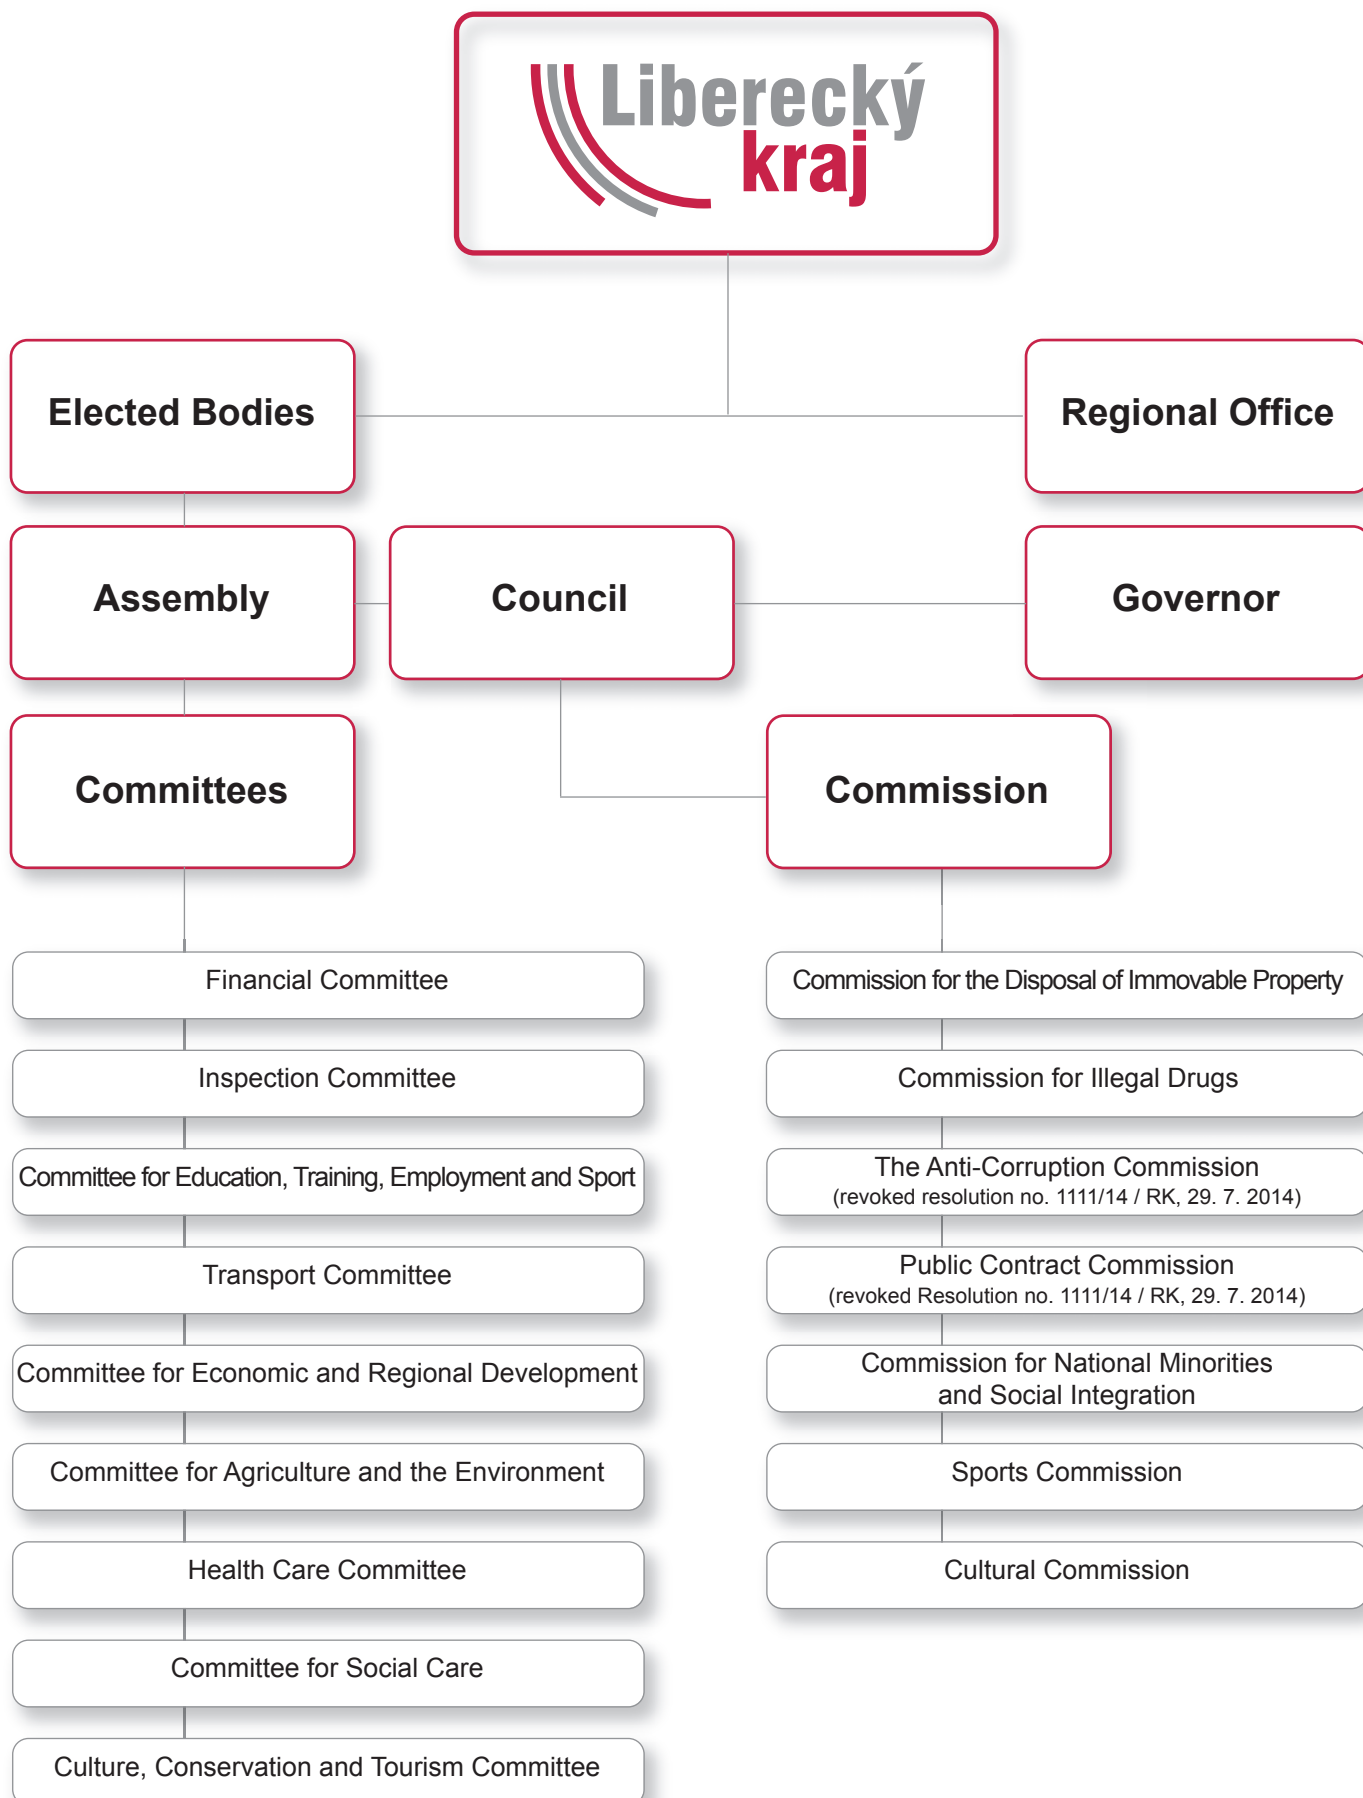 Liberecký
kraj
Elected Bodies
Regional Office
Assembly
Council
Governor
Committees
Commission
Financial Committee
Inspection Committee
Committee for Education, Training, Employment and Sport
Transport Committee
Committee for Economic and Regional Development
Committee for Agriculture and the Environment
Health Care Committee
Committee for Social Care
Culture, Conservation and Tourism Committee
Commission for the Disposal of Immovable Property
Commission for Illegal Drugs
The Anti-Corruption Commission
(revoked resolution no. 1111/14 / RK, 29. 7. 2014)
Public Contract Commission
(revoked Resolution no. 1111/14 / RK, 29. 7. 2014)
Commission for National Minorities
and Social Integration
Sports Commission
Cultural Commission